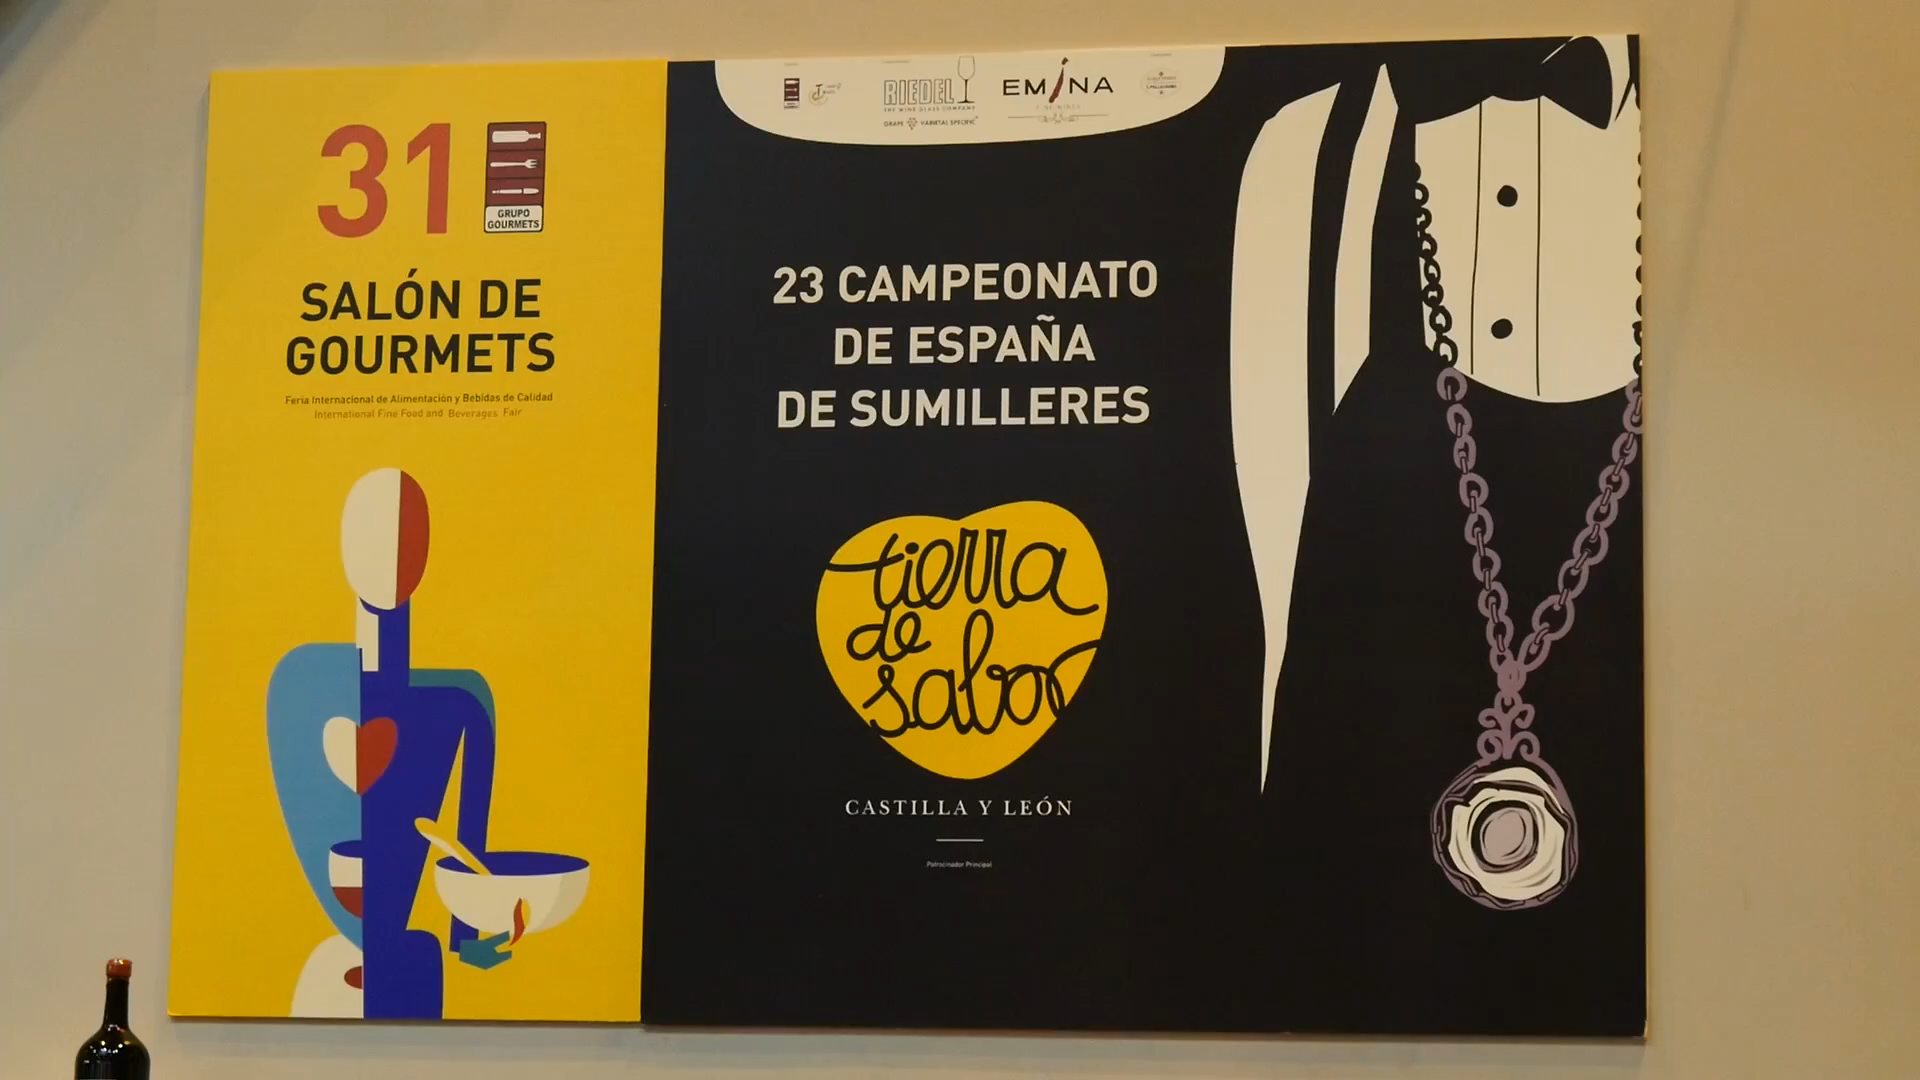 31
GRUPO
GOURMETS
SALÓN DE
GOURMETS
Feria Internacional de Alimentación y Bebidas de Calidad
International Fine Food and Beverages Fair
RIEDEL
THE WINE GLASS COMPANY
GRAPE VARIETAL SPECIFIC
EMINA
23 CAMPEONATO
DE ESPAÑA
DE SUMILLERES
tierra
de
sabor
CASTILLA Y LEÓN
Patrocinador Principal